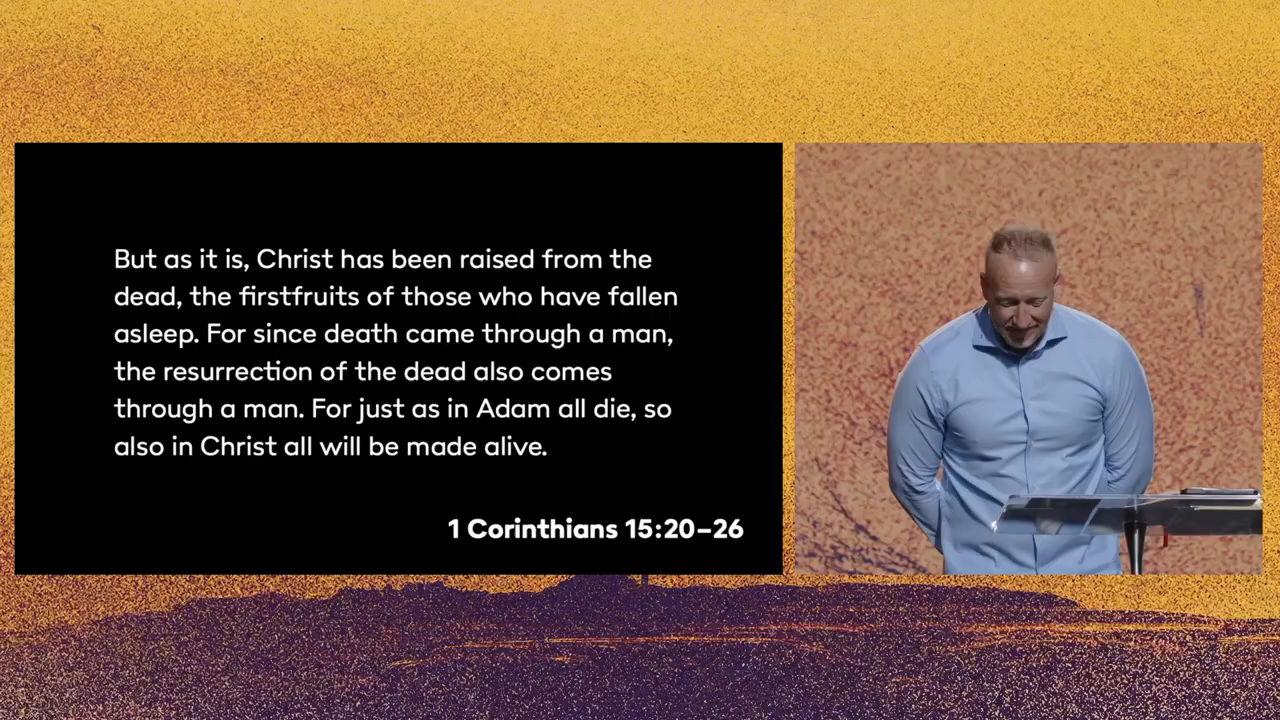 But as it is, Christ has been raised from the
dead, the firstfruits of those who have fallen
asleep. For since death came through a man,
the resurrection of the dead also comes
through a man. For just as in Adam all die, so
also in Christ all will be made alive.
1 Corinthians 15:20–26